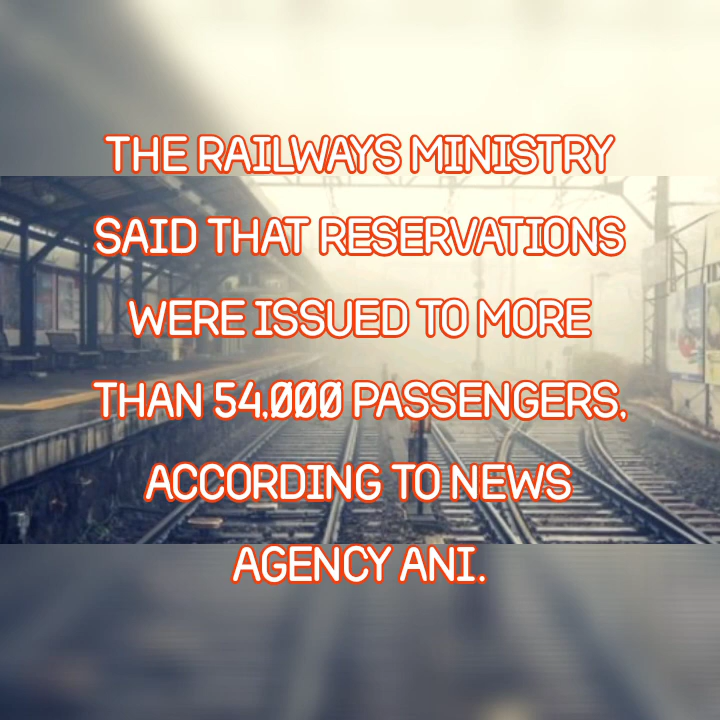 THE RAILWAYS MINISTRY
SAID THAT RESERVATIONS
WERE ISSUED TO MORE
THAN 54,000 PASSENGERS,
ACCORDING TO NEWS
AGENCY ANI.